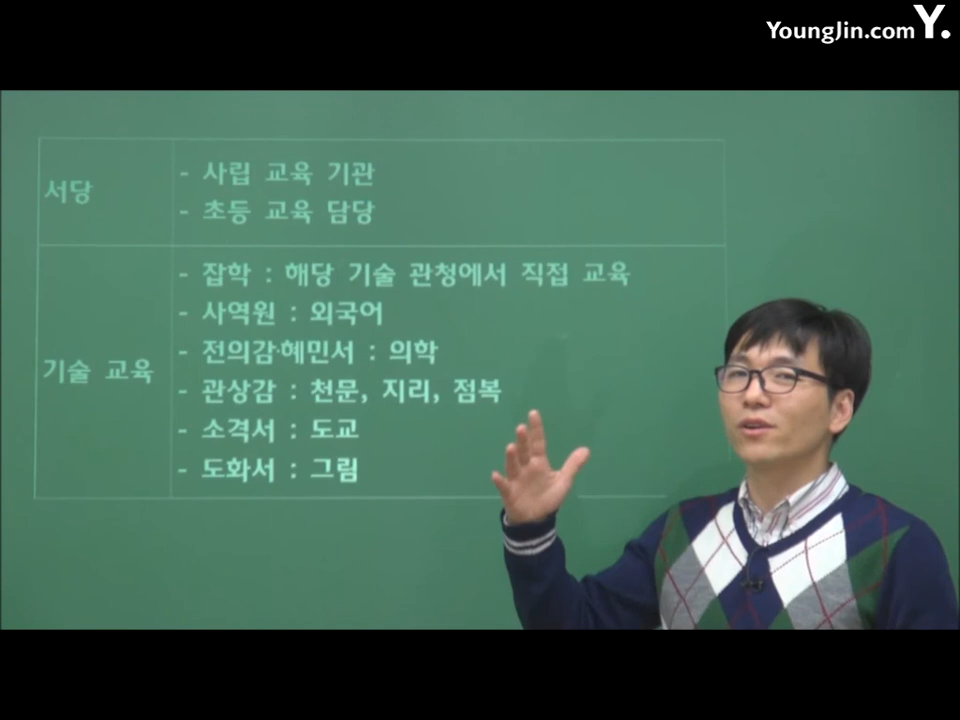 YoungJin.com Y.
서당
- 사립 교육 기관
- 초등 교육 담당
기술 교육
- 잡학 : 해당 기술 관청에서 직접 교육
- 사역원 : 외국어
- 전의감·혜민서 : 의학
- 관상감 : 천문, 지리, 점복
- 소격서 : 도교
- 도화서 : 그림